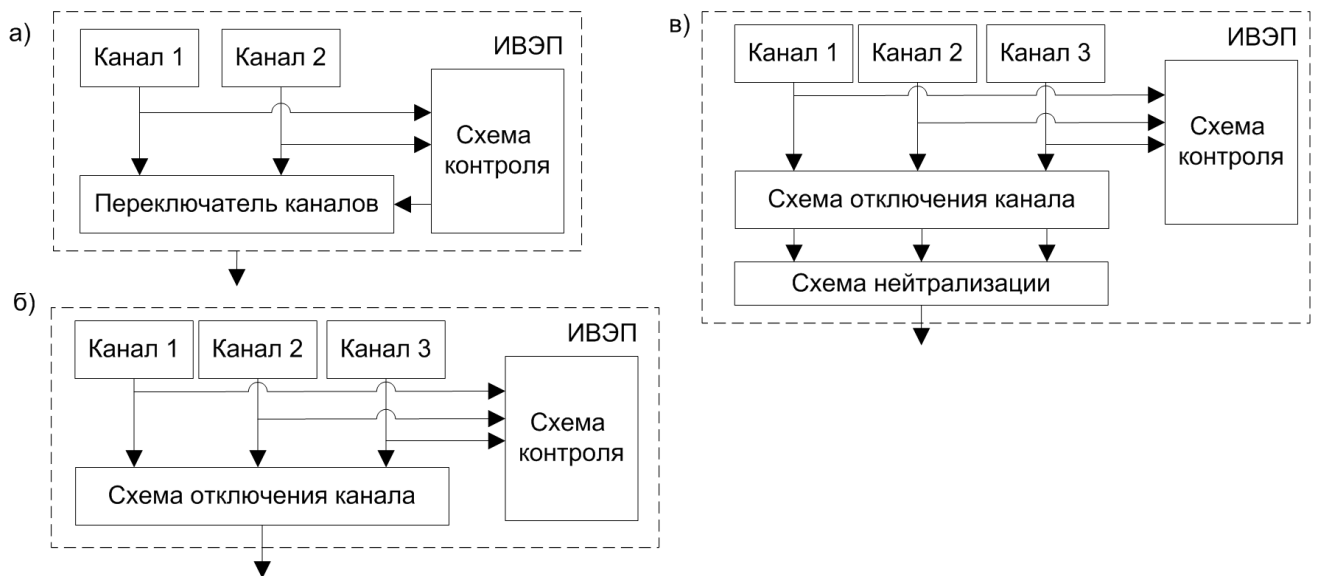 а)
Канал 1
Канал 2
ИВЭП
Схема
контроля
Переключатель каналов
б)
Канал 1
Канал 2
Канал 3
ИВЭП
Схема
контроля
Схема отключения канала
в)
Канал 1
Канал 2
Канал 3
ИВЭП
Схема
контроля
Схема отключения канала
Схема нейтрализации